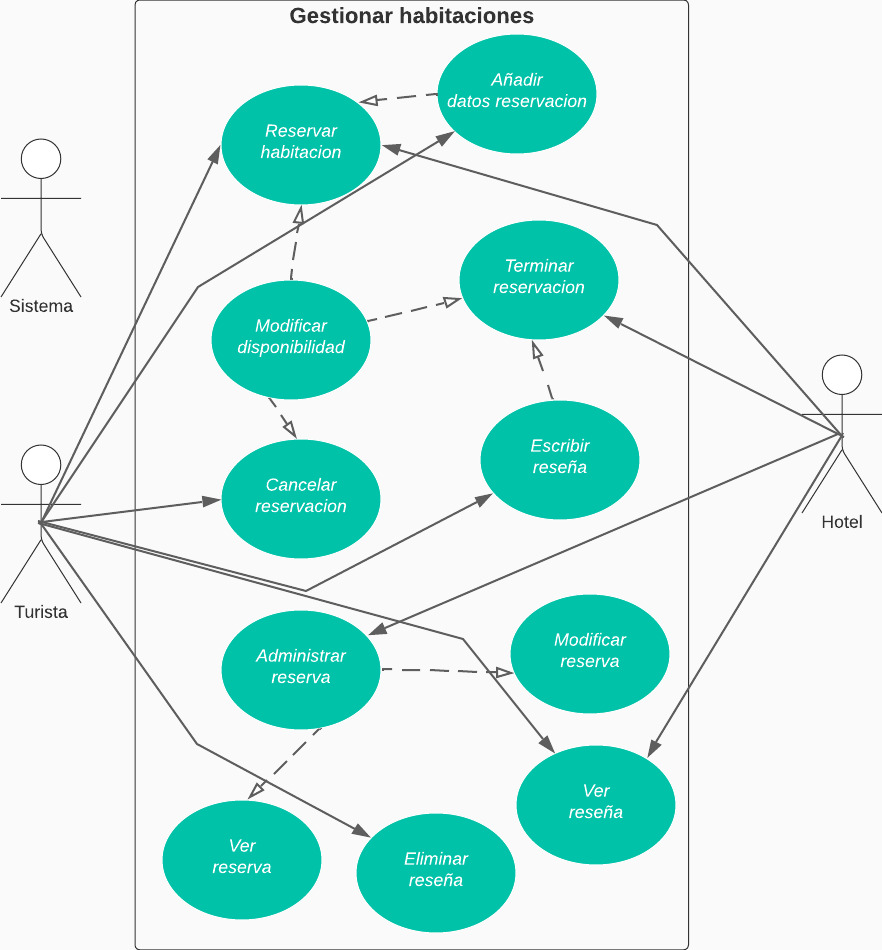 Gestionar habitaciones
Añadir
datos reservacion
Reservar
habitacion
Sistema
Terminar
reservacion
Modificar
disponibilidad
Escribir
reseña
Cancelar
reservacion
Hotel
Turista
Administrar
reserva
Modificar
reserva
Ver
reseña
Ver
reserva
Eliminar
reseña